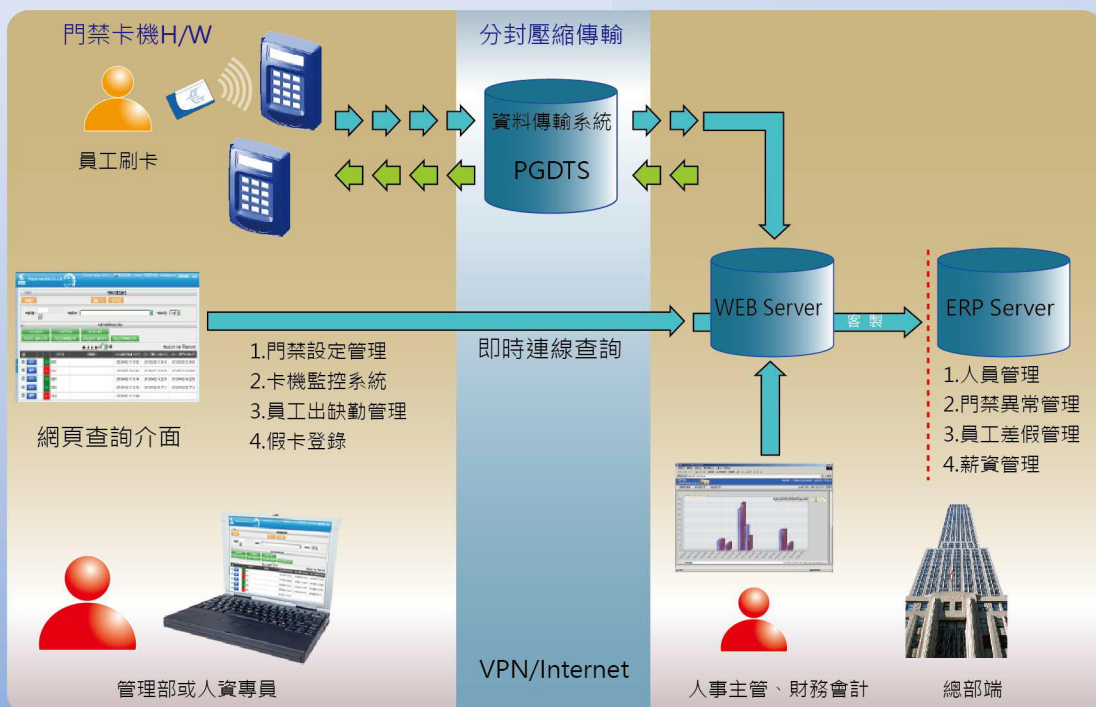 門禁卡機H/W
分封壓縮傳輸
員工刷卡
資料傳輸系統
PGDTS
WEB Server
客製
ERP Server
網頁查詢介面
1.門禁設定管理
2.卡機監控系統
3.員工出缺勤管理
4.假卡登錄
即時連線查詢
1.人員管理
2.門禁異常管理
3.員工差假管理
4.薪資管理
管理部或人資專員
VPN/Internet
人事主管、財務會計
總部端